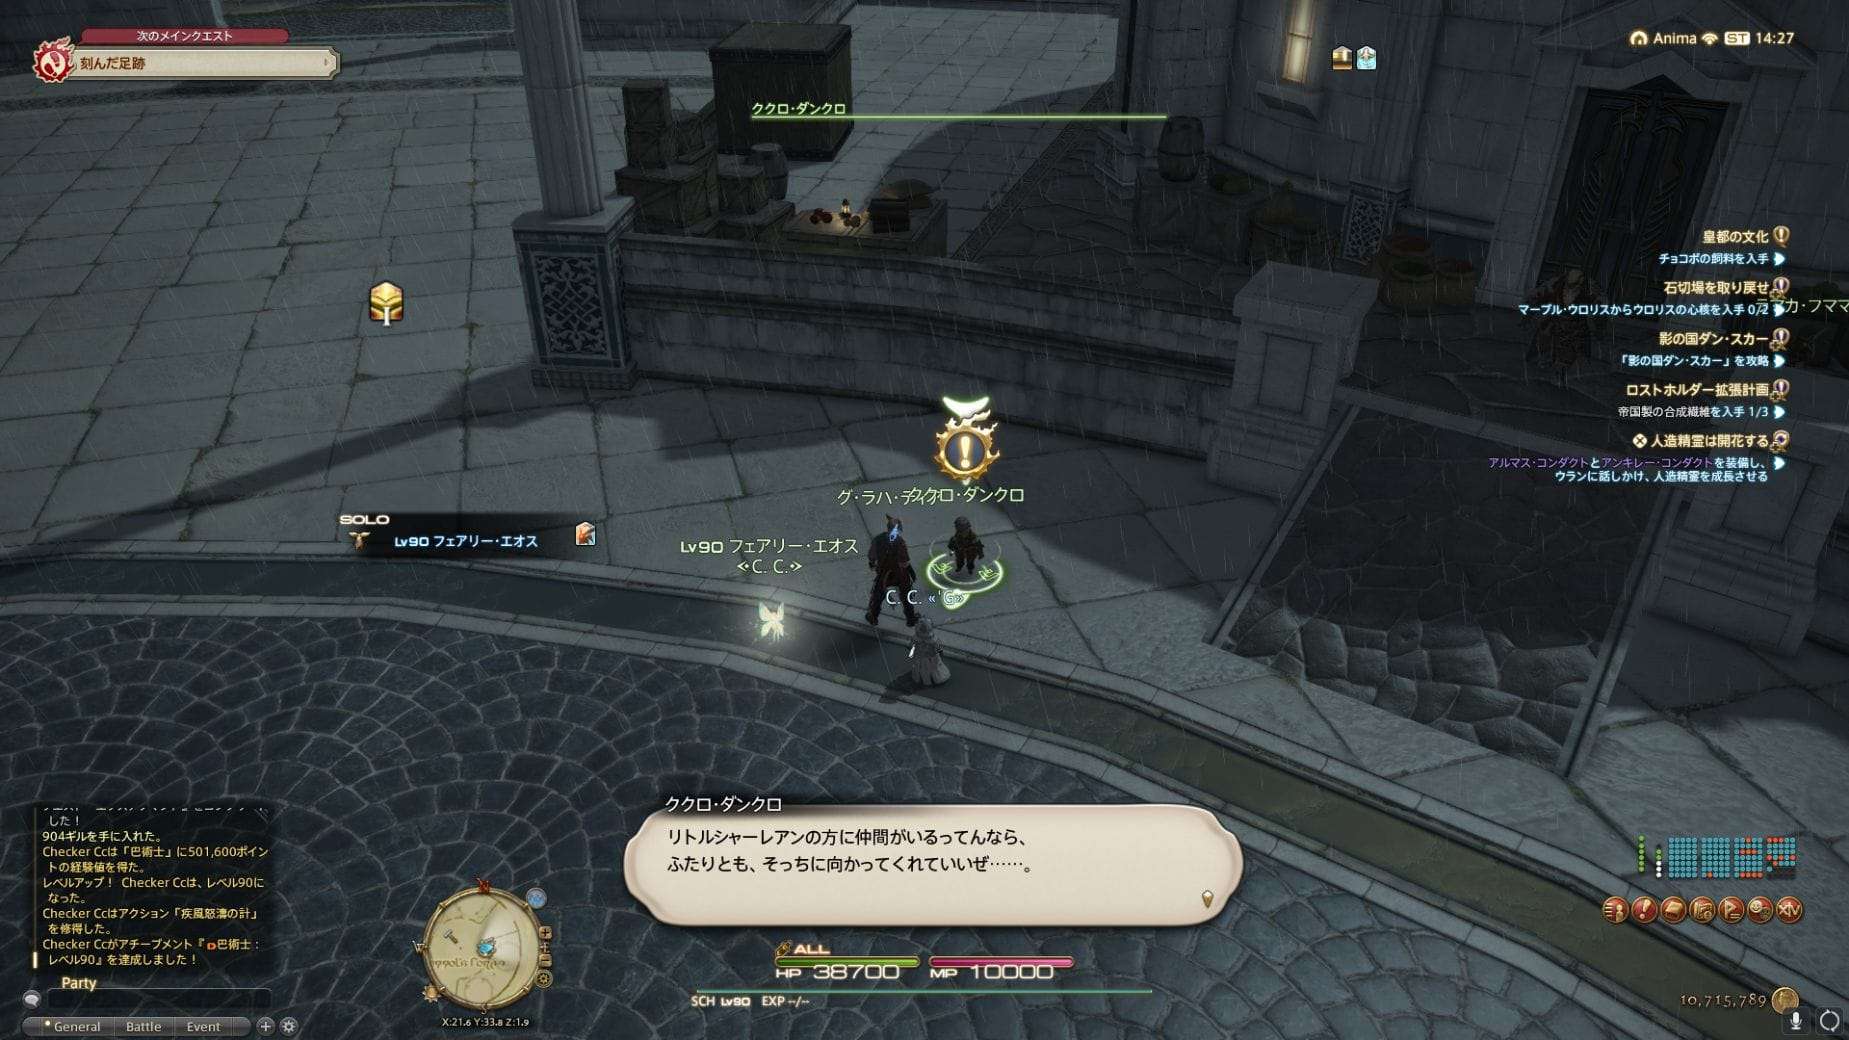 次のメインクエスト
刻んだ足跡
Anima ST 14:27
ククロ・ダンクロ
皇都の文化
チョコボの飼料を入手
石切場を取り戻せ
マーブル・ウロリスからウロリスの心核を入手 0/2
影の国ダン・スカー
「影の国ダン・スカー」を攻略
ロストホルダー拡張計画
帝国製の合成繊維を入手 1/3
人造精霊は開花する
アルマス・コンダクトとアンキレー・コンダクトを装備し、
ウランに話しかけ、人造精霊を成長させる
グ・ラハ・ティア
ククロ・ダンクロ
SOLO
Lv90 フェアリー・エオス
Lv90 フェアリー・エオス
«C. C.»
C. C. «'G»
ククロ・ダンクロ
リトルシャーレアンの方に仲間がいるってんなら、
ふたりとも、そっちに向かってくれていいぜ……。
した！
904ギルを手に入れた。
Checker Ccは「巴術士」に501,600ポイン
トの経験値を得た。
レベルアップ！ Checker Ccは、レベル90に
なった。
Checker Ccはアクション「疾風怒濤の計」
を修得した。
Checker Ccがアチーブメント『巴術士：
レベル90』を達成しました！
Party
General Battle Event
X:21.6 Y:33.8 Z:1.9
ALL
HP 38700 MP 10000
SCH Lv90 EXP --/--
10,715,789